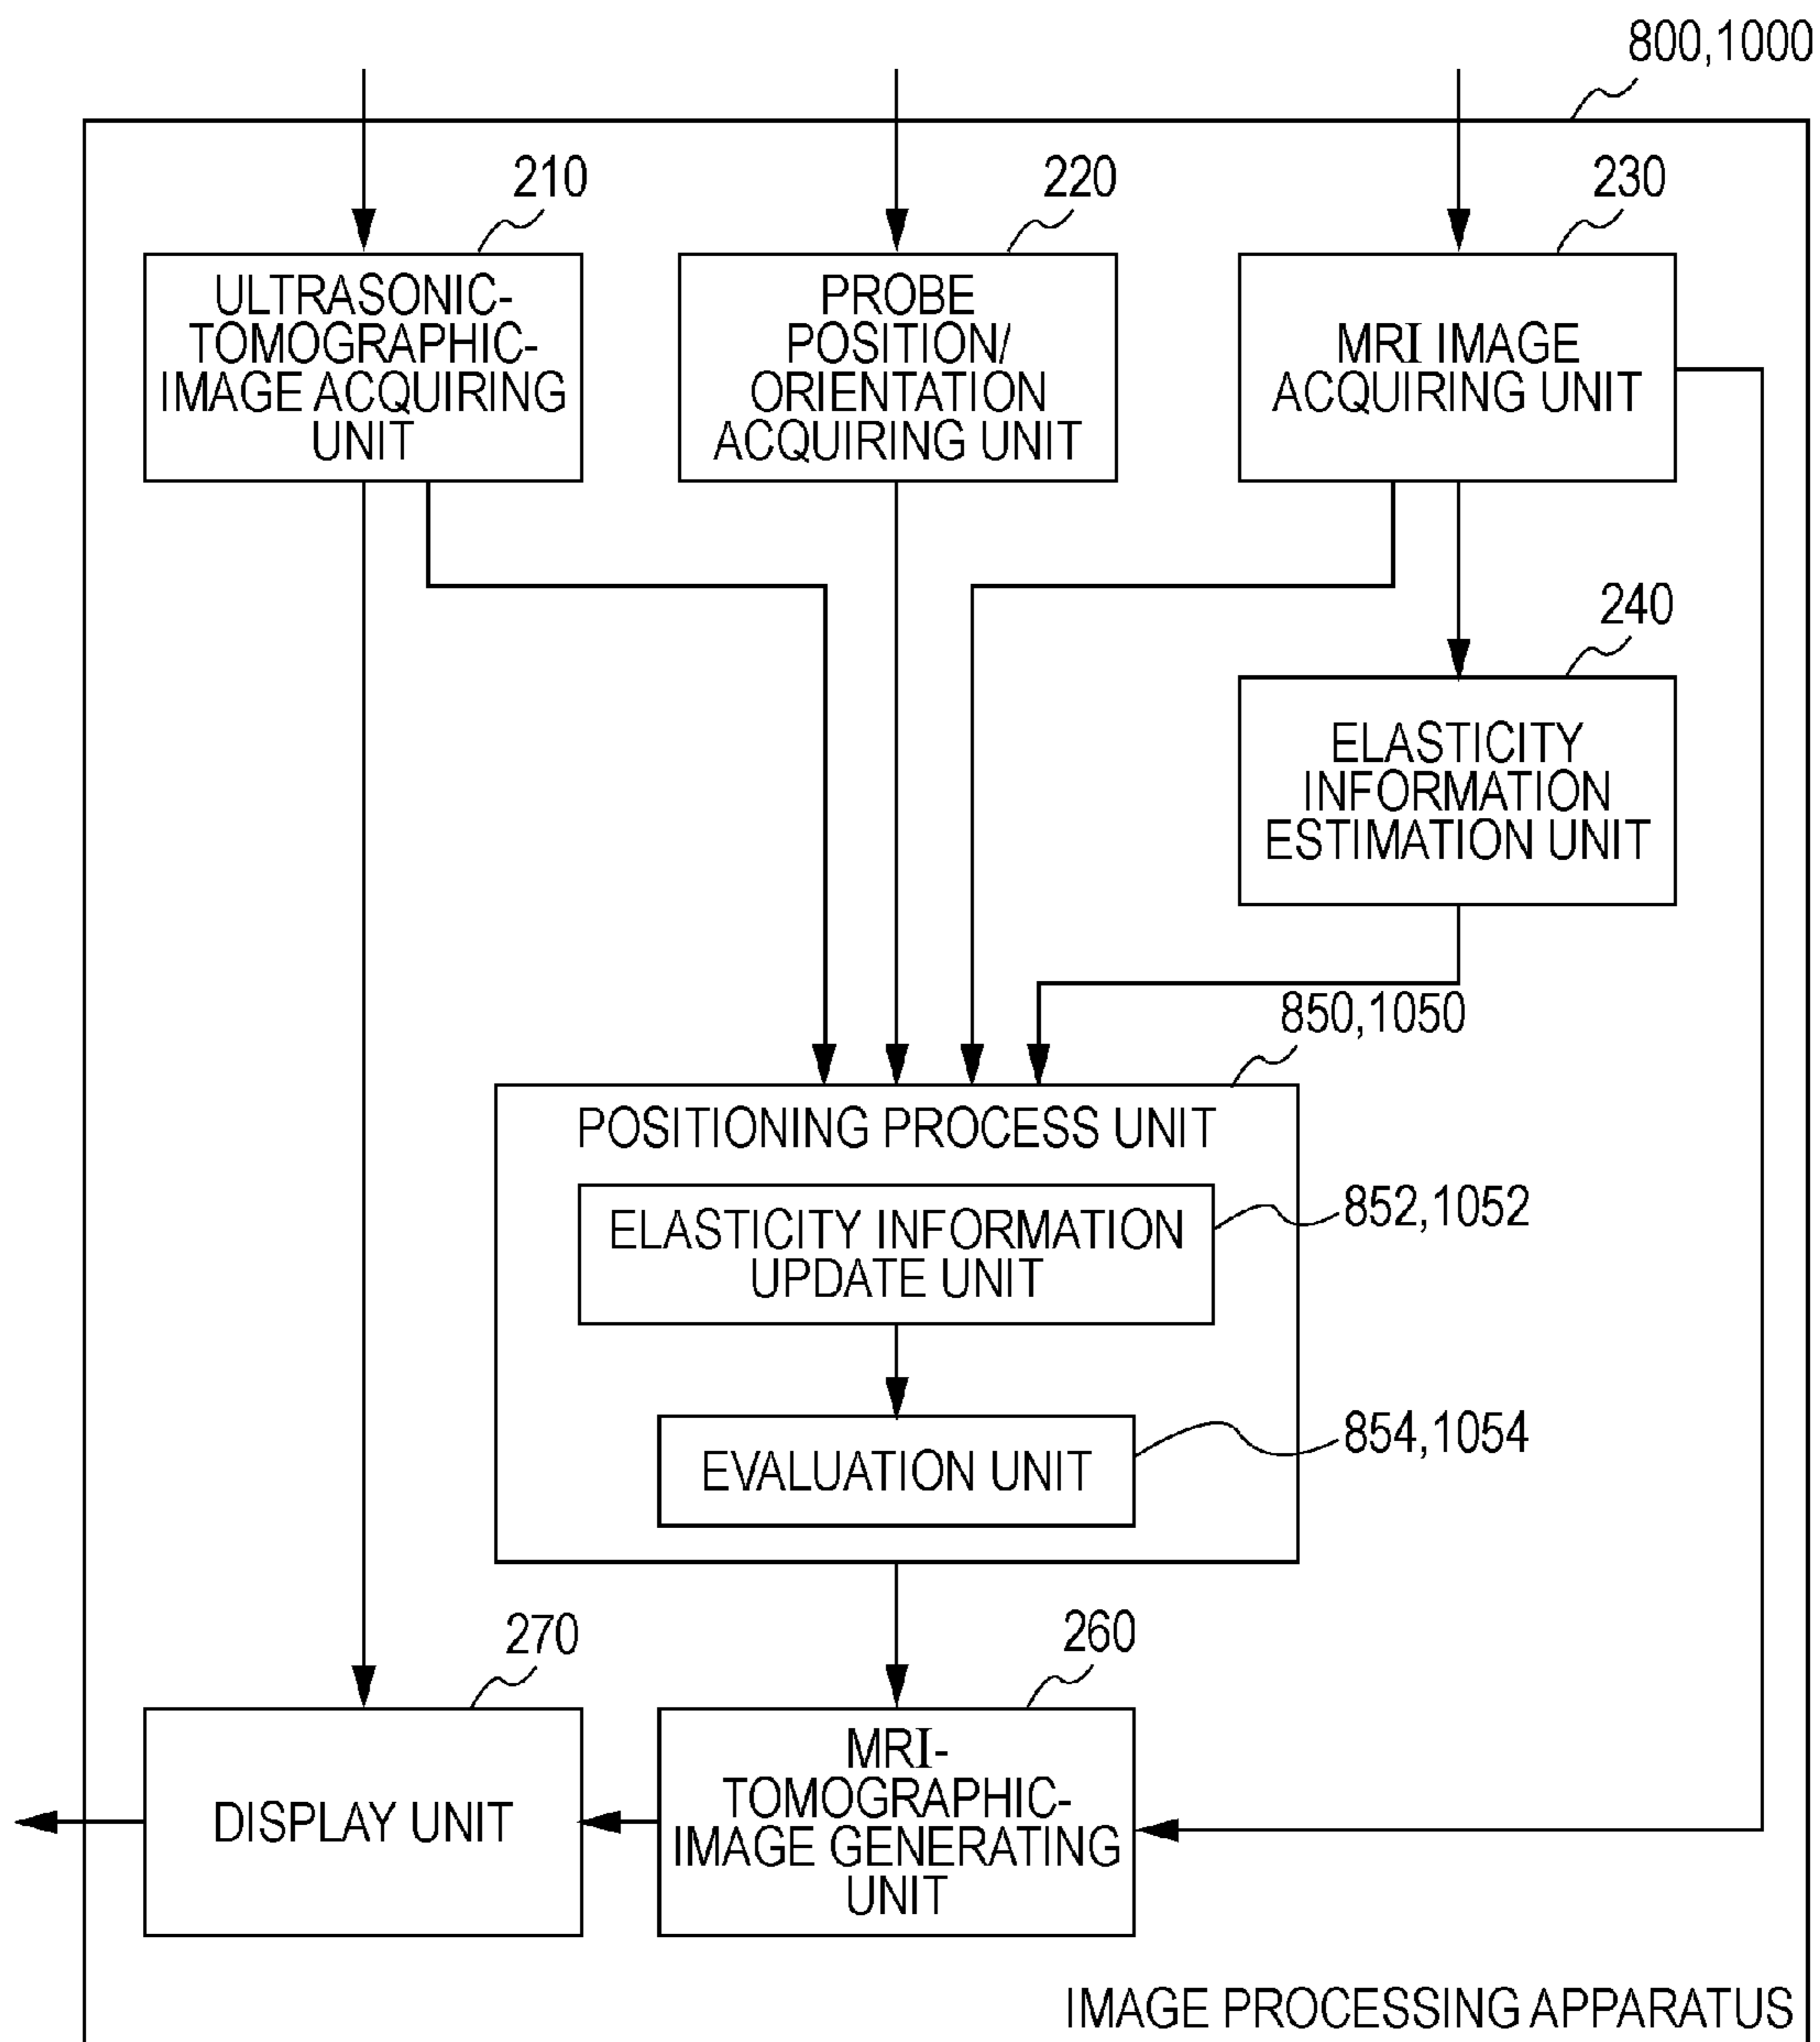 800,1000
210
220
230
ULTRASONIC-
TOMOGRAPHIC-
IMAGE ACQUIRING
UNIT
PROBE
POSITION/
ORIENTATION
ACQUIRING UNIT
MRI IMAGE
ACQUIRING UNIT
240
ELASTICITY
INFORMATION
ESTIMATION UNIT
850,1050
POSITIONING PROCESS UNIT
852,1052
ELASTICITY INFORMATION
UPDATE UNIT
854,1054
EVALUATION UNIT
270
260
DISPLAY UNIT
MRI-
TOMOGRAPHIC-
IMAGE GENERATING
UNIT
IMAGE PROCESSING APPARATUS